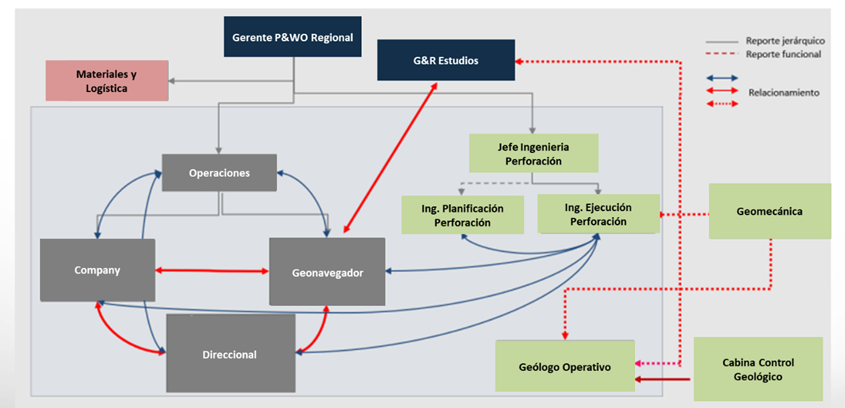 Gerente P&WO Regional
G&R Estudios
Reporte jerárquico
Reporte funcional
Relacionamiento
Materiales y
Logística
Jefe Ingenieria
Perforación
Operaciones
Ing. Planificación
Perforación
Ing. Ejecución
Perforación
Geomecánica
Company
Geonavegador
Direccional
Geólogo Operativo
Cabina Control
Geológico